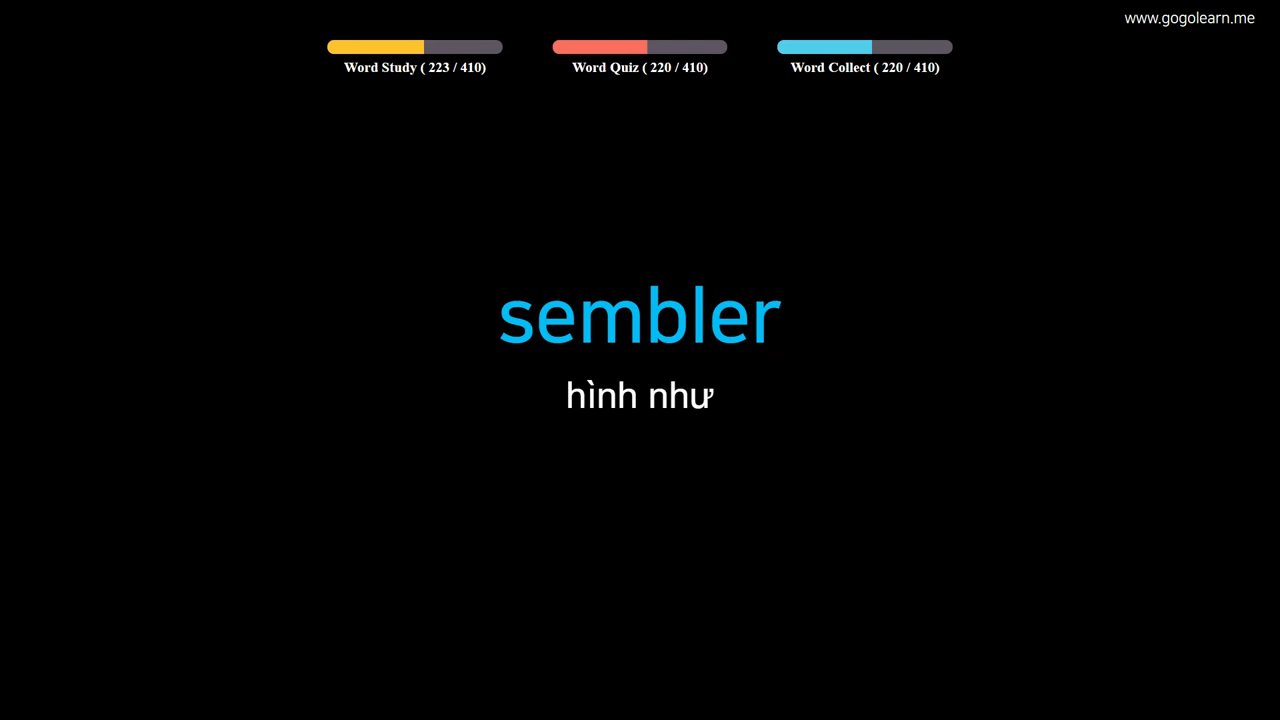 www.gogolearn.me
Word Study ( 223 / 410)
Word Quiz ( 220 / 410)
Word Collect ( 220 / 410)
sembler
hình như